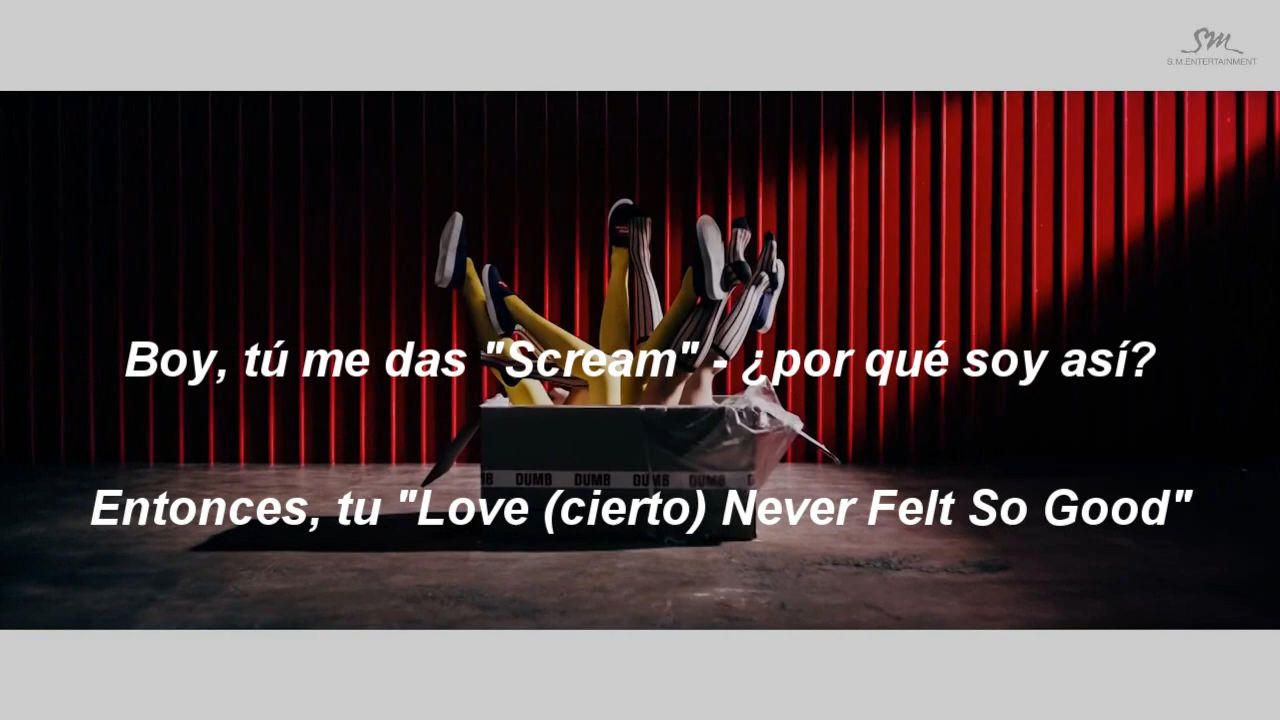 SM
S.M.ENTERTAINMENT
Boy, tú me das "Scream" - ¿por qué soy así?
DUMB DUMB DUMB DUMB
Entonces, tu "Love (cierto) Never Felt So Good"